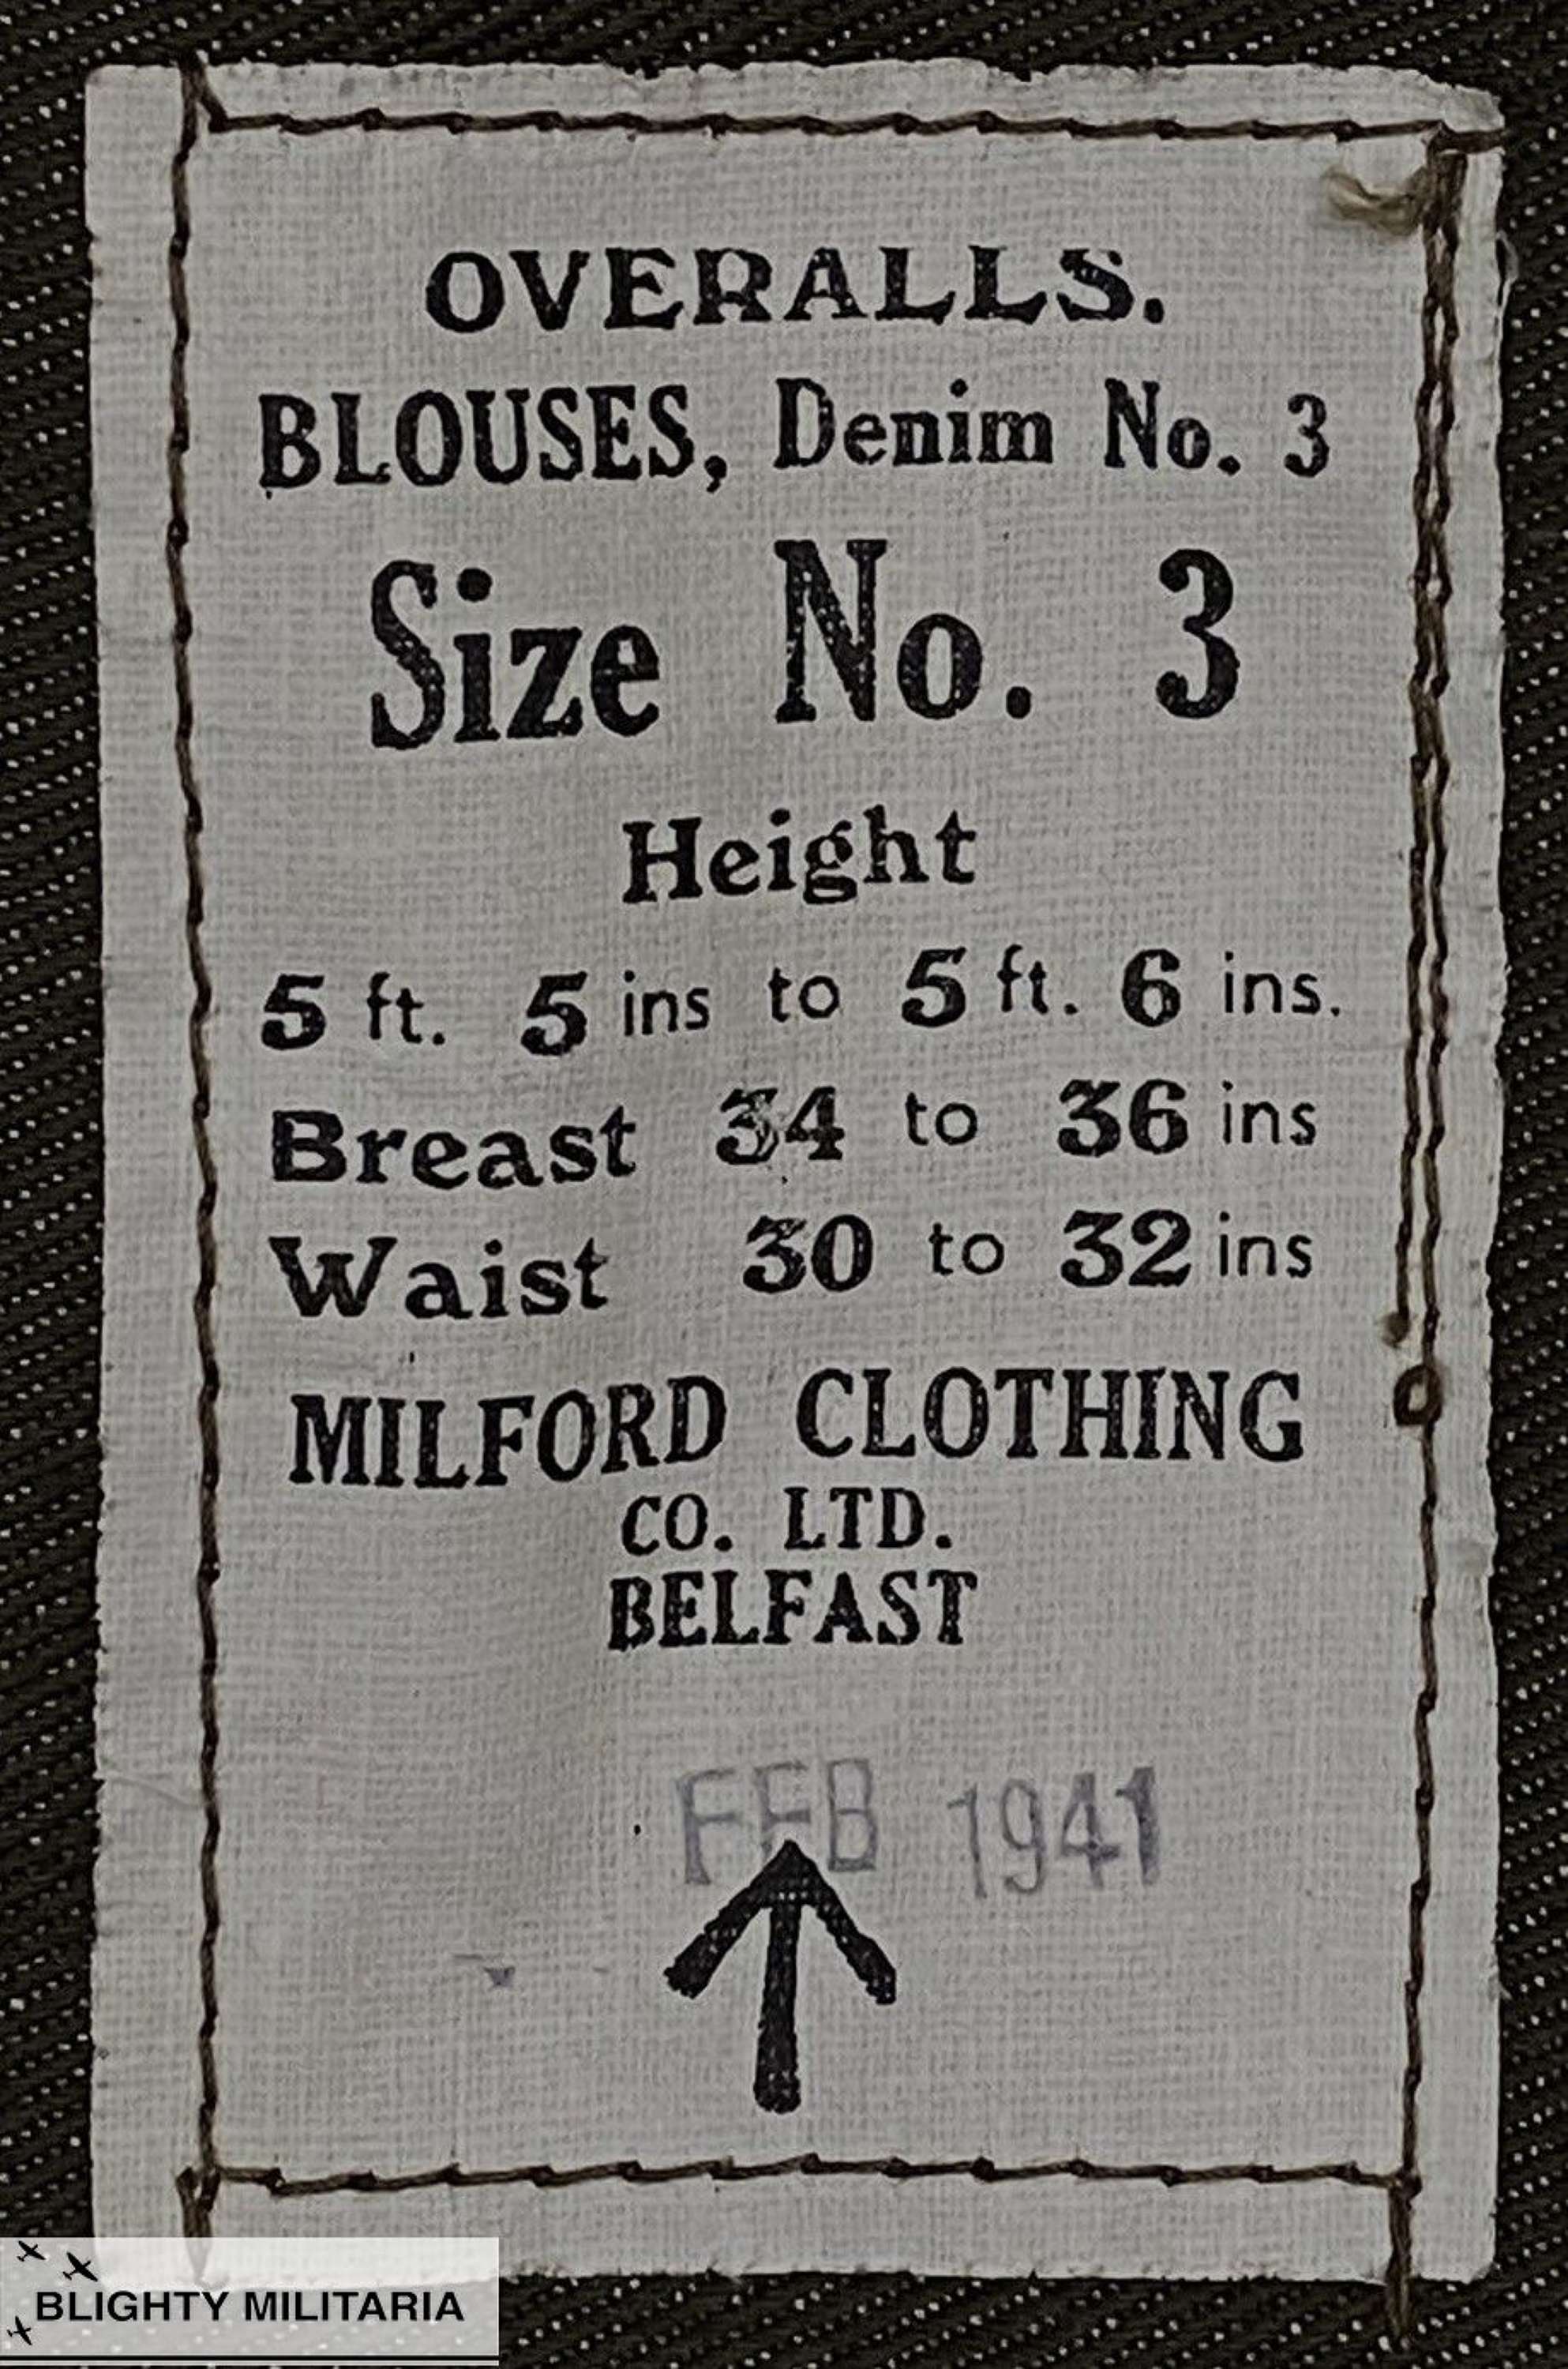 OVERALLS.
BLOUSES, Denim No. 3
Size No. 3
Height
5 ft. 5 ins to 5 ft. 6 ins.
Breast 34 to 36 ins
Waist 30 to 32 ins
MILFORD CLOTHING
CO. LTD.
BELFAST
FEB 1941
BLIGHTY MILITARIA